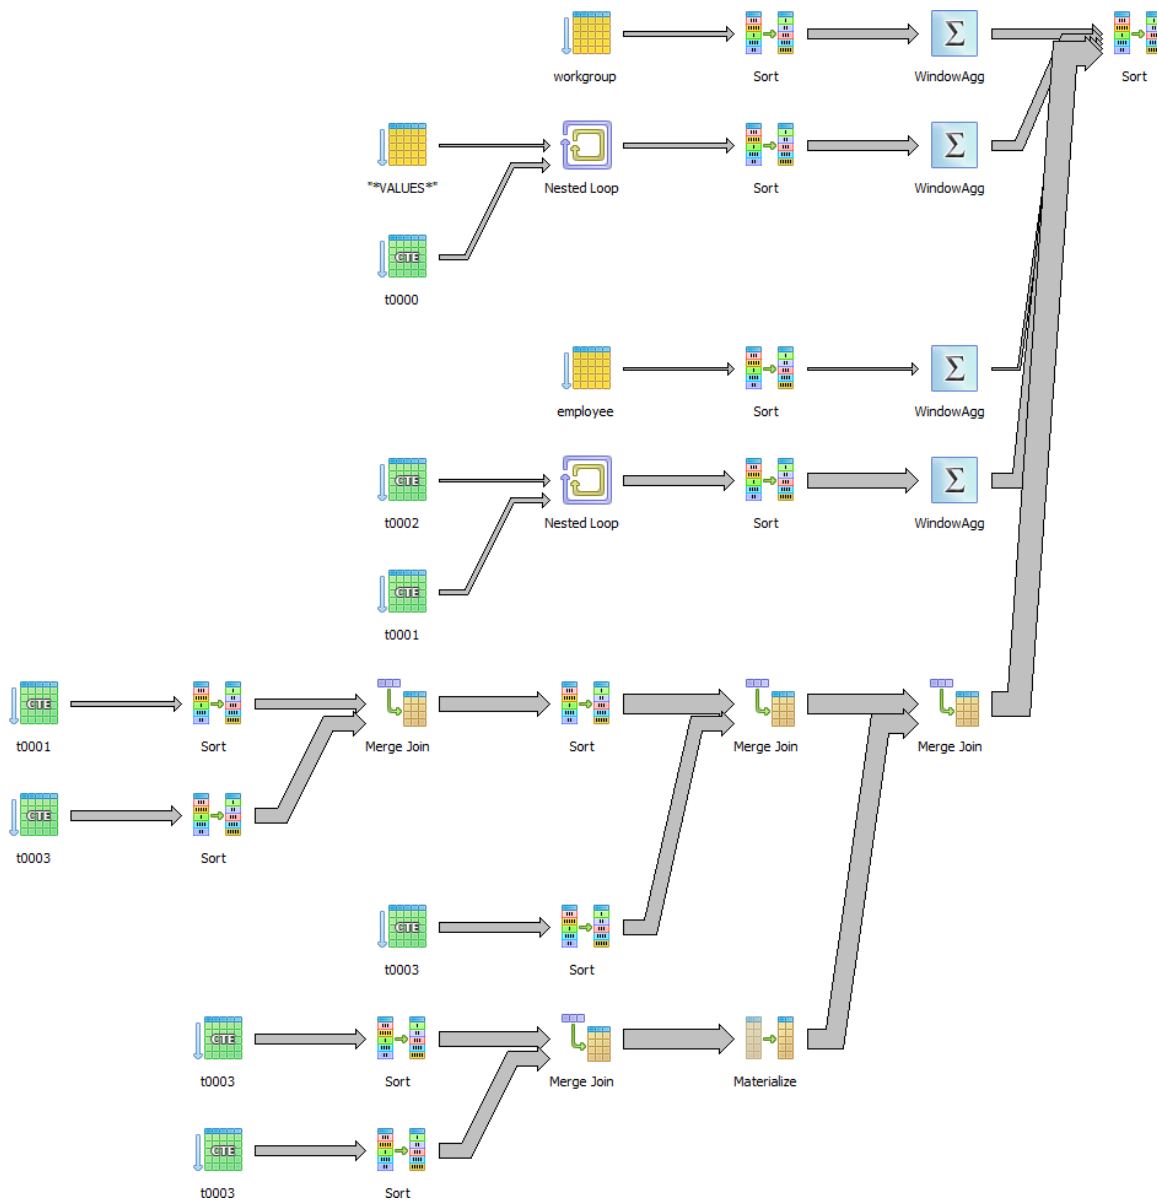 workgroup
Sort
WindowAgg
Sort
"*VALUES*"
Nested Loop
Sort
WindowAgg
CTE
t0000
employee
Sort
WindowAgg
CTE
t0002
Nested Loop
Sort
WindowAgg
CTE
t0001
CTE
t0001
Sort
Merge Join
Sort
Merge Join
Merge Join
CTE
t0003
Sort
CTE
t0003
Sort
CTE
t0003
Sort
Merge Join
Materialize
CTE
t0003
Sort